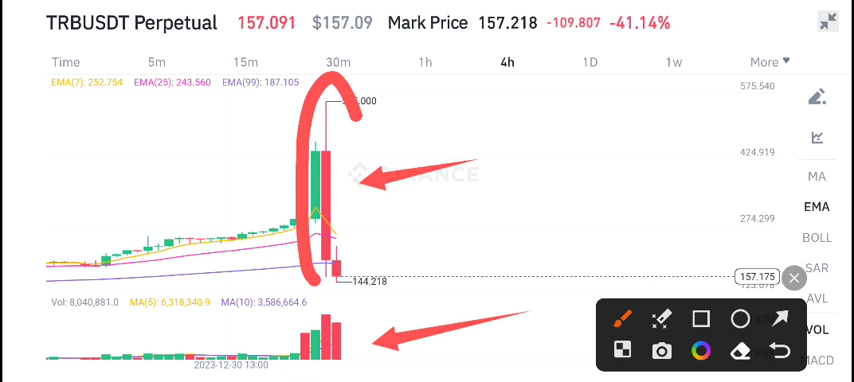 TRBUSDT Perpetual 157.091 $157.09 Mark Price 157.218 -109.807 -41.14%
Time 5m 15m 30m 1h 4h 1D 1w More
EMA(7): 252.754 EMA(25): 243.560 EMA(99): 187.105
575.540
.000
424.919
BINANCE
MA
EMA
274.299
BOLL
SAR
157.175
144.218
AVL
Vol: 8,040,881.0 MA(5): 6,318,340.9 MA(10): 3,586,664.6
VOL
MACD
2023-12-30 13:00